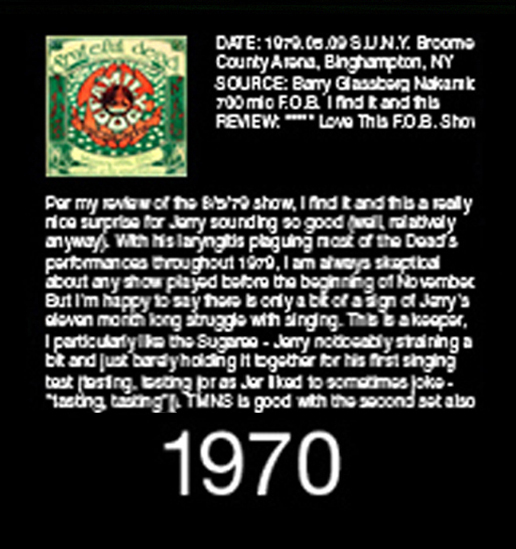 grateful dead
DATE: 1979.05.09 S.U.N.Y. Broome
County Arena, Binghampton, NY
SOURCE: Barry Glassberg Nakamic
700 mic F.O.B. I find it and this
REVIEW: ***** Love This F.O.B. Show
Per my review of the 5/5/79 show, I find it and this a really
nice surprise for Jerry sounding so good (well, relatively
anyway). With his laryngitis plaguing most of the Dead's
performances throughout 1979, I am always skeptical
about any show played before the beginning of November.
But I'm happy to say there is only a bit of a sign of Jerry's
eleven month long struggle with singing. This is a keeper,
I particularly like the Sugaree - Jerry noticeably straining a
bit and just barely holding it together for his first singing
test (testing, testing (or as Jer liked to sometimes joke -
"tasting, tasting")). TMNS is good with the second set also
1970